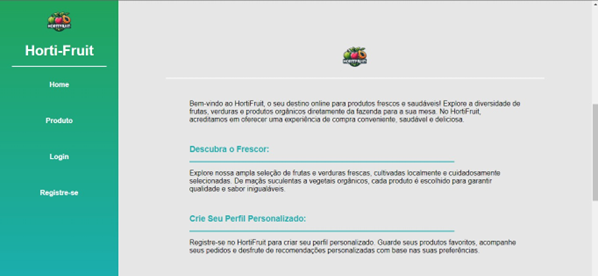 HORTIFRUIT
Horti-Fruit
Home
Produto
Login
Registre-se
HORTIFRUIT
Bem-vindo ao HortiFruit, o seu destino online para produtos frescos e saudáveis! Explore a diversidade de
frutas, verduras e produtos orgânicos diretamente da fazenda para a sua mesa. No HortiFruit,
acreditamos em oferecer uma experiência de compra conveniente, saudável e deliciosa.
Descubra o Frescor:
Explore nossa ampla seleção de frutas e verduras frescas, cultivadas localmente e cuidadosamente
selecionadas. De maçãs suculentas a vegetais orgânicos, cada produto é escolhido para garantir
qualidade e sabor inigualáveis.
Crie Seu Perfil Personalizado:
Registre-se no HortiFruit para criar seu perfil personalizado. Guarde seus produtos favoritos, acompanhe
seus pedidos e desfrute de recomendações personalizadas com base nas suas preferências.